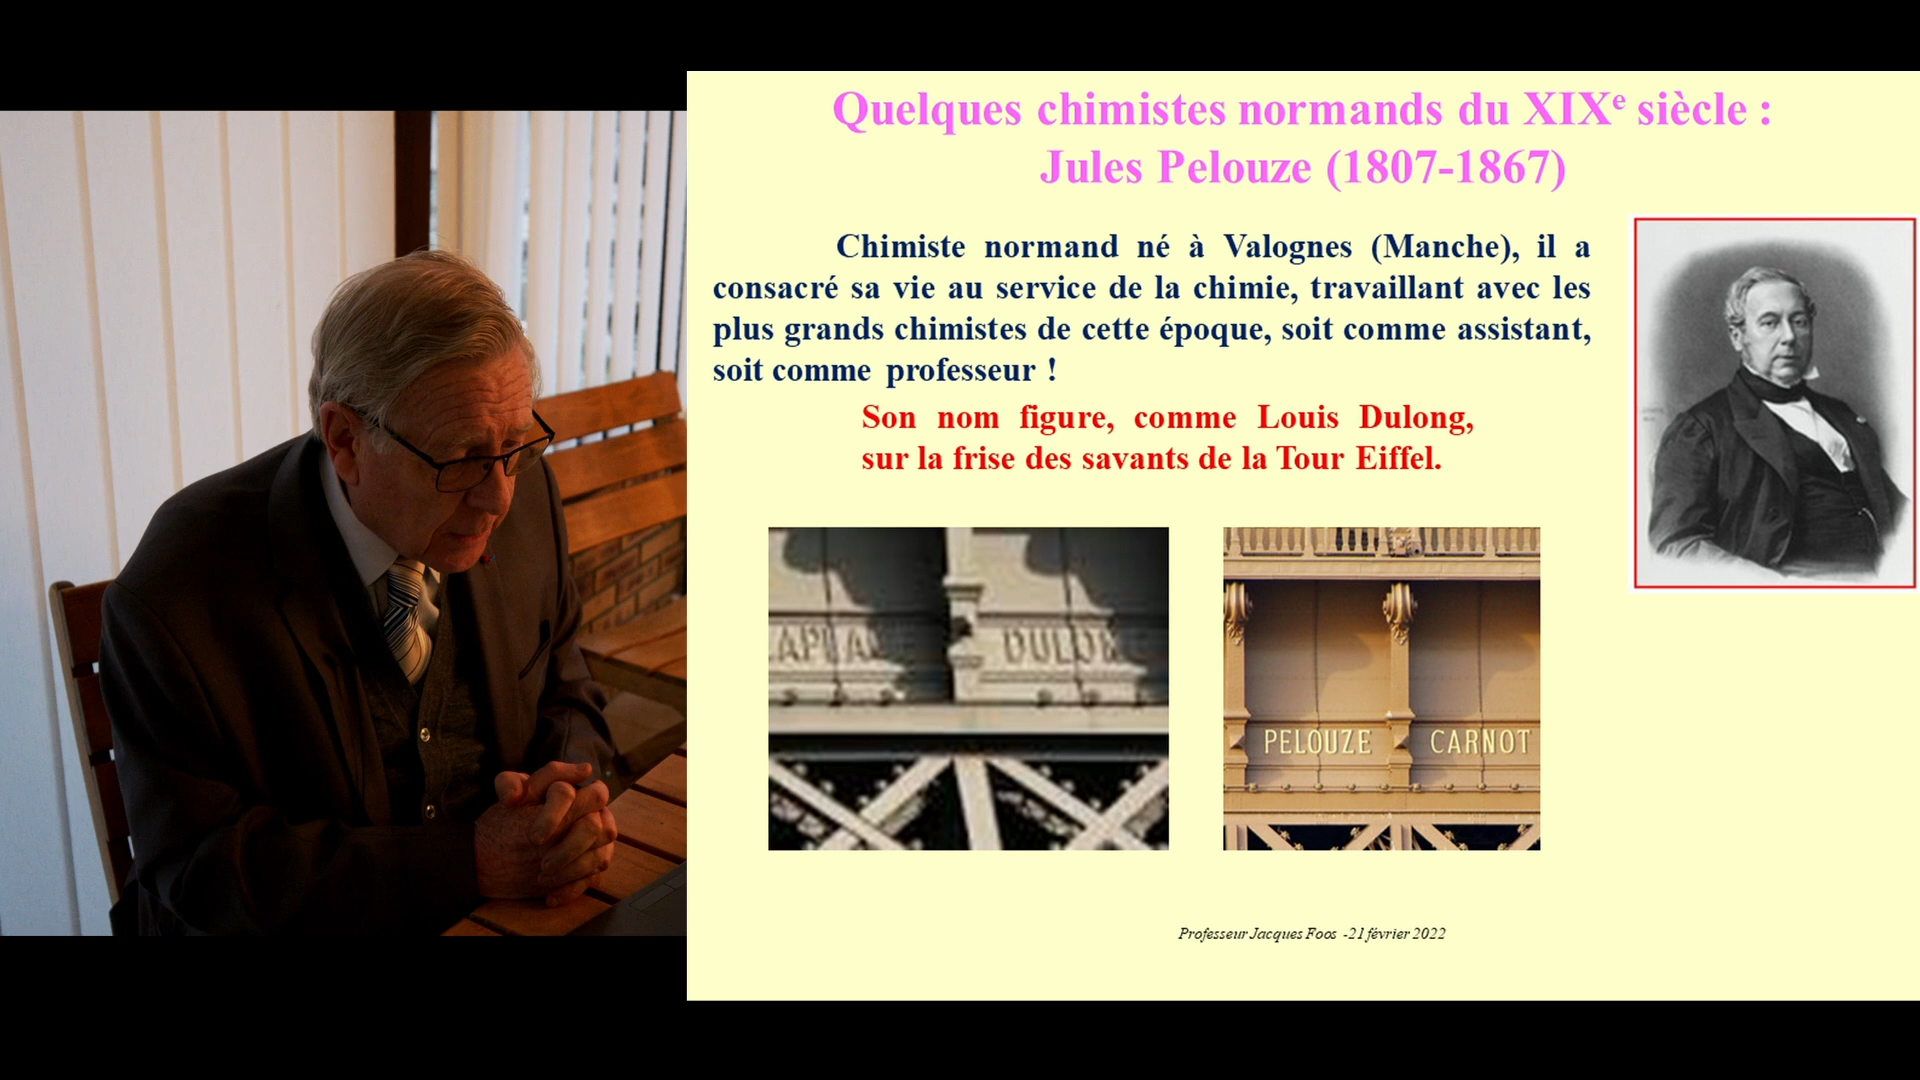 Quelques chimistes normands du XIXe siècle :
Jules Pelouze (1807-1867)
Chimiste normand né à Valognes (Manche), il a
consacré sa vie au service de la chimie, travaillant avec les
plus grands chimistes de cette époque, soit comme assistant,
soit comme professeur !
Son nom figure, comme Louis Dulong,
sur la frise des savants de la Tour Eiffel.
APLA DULON
PELOUZE CARNOT
Professeur Jacques Foos -21 février 2022